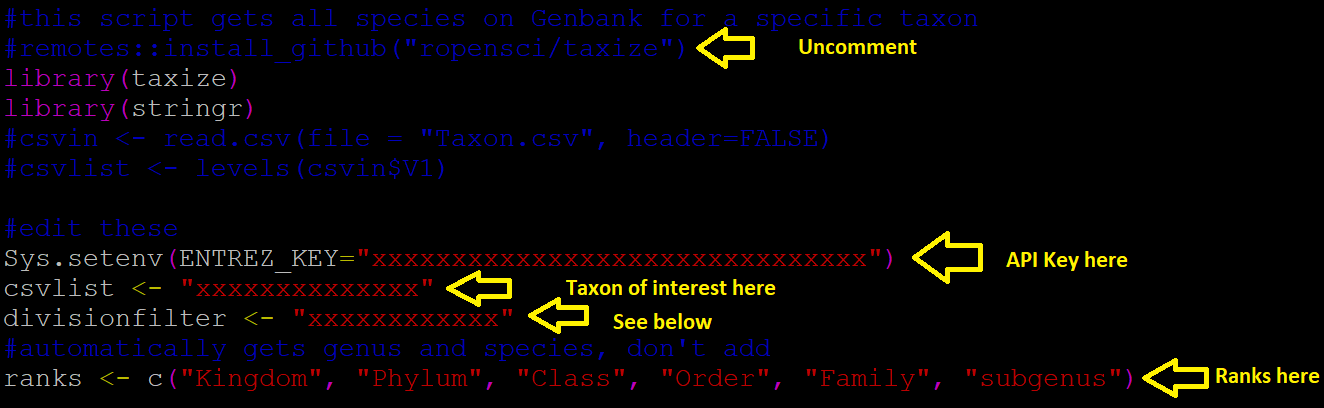 #this script gets all species on Genbank for a specific taxon
#remotes::install_github("ropensci/taxize") Uncomment
library(taxize)
library(stringr)
#csvin <- read.csv(file = "Taxon.csv", header=FALSE)
#csvlist <- levels(csvin$V1)
#edit these
Sys.setenv(ENTREZ_KEY="xxxxxxxxxxxxxxxxxxxxxxxxxxxxxxx") API Key here
csvlist <- "xxxxxxxxxxxxxx" Taxon of interest here
divisionfilter <- "xxxxxxxxxxxx" See below
#automatically gets genus and species, don't add
ranks <- c("Kingdom", "Phylum", "Class", "Order", "Family", "subgenus") Ranks here